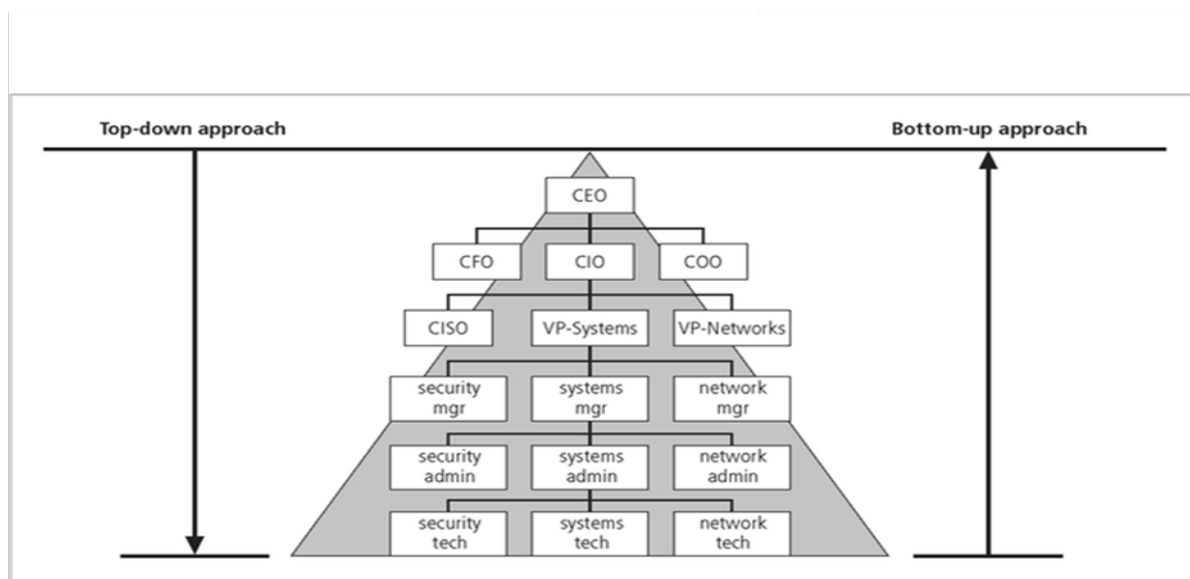 Top-down approach
Bottom-up approach
CEO
CFO
CIO
COO
CISO
VP-Systems
VP-Networks
security
mgr
systems
mgr
network
mgr
security
admin
systems
admin
network
admin
security
tech
systems
tech
network
tech